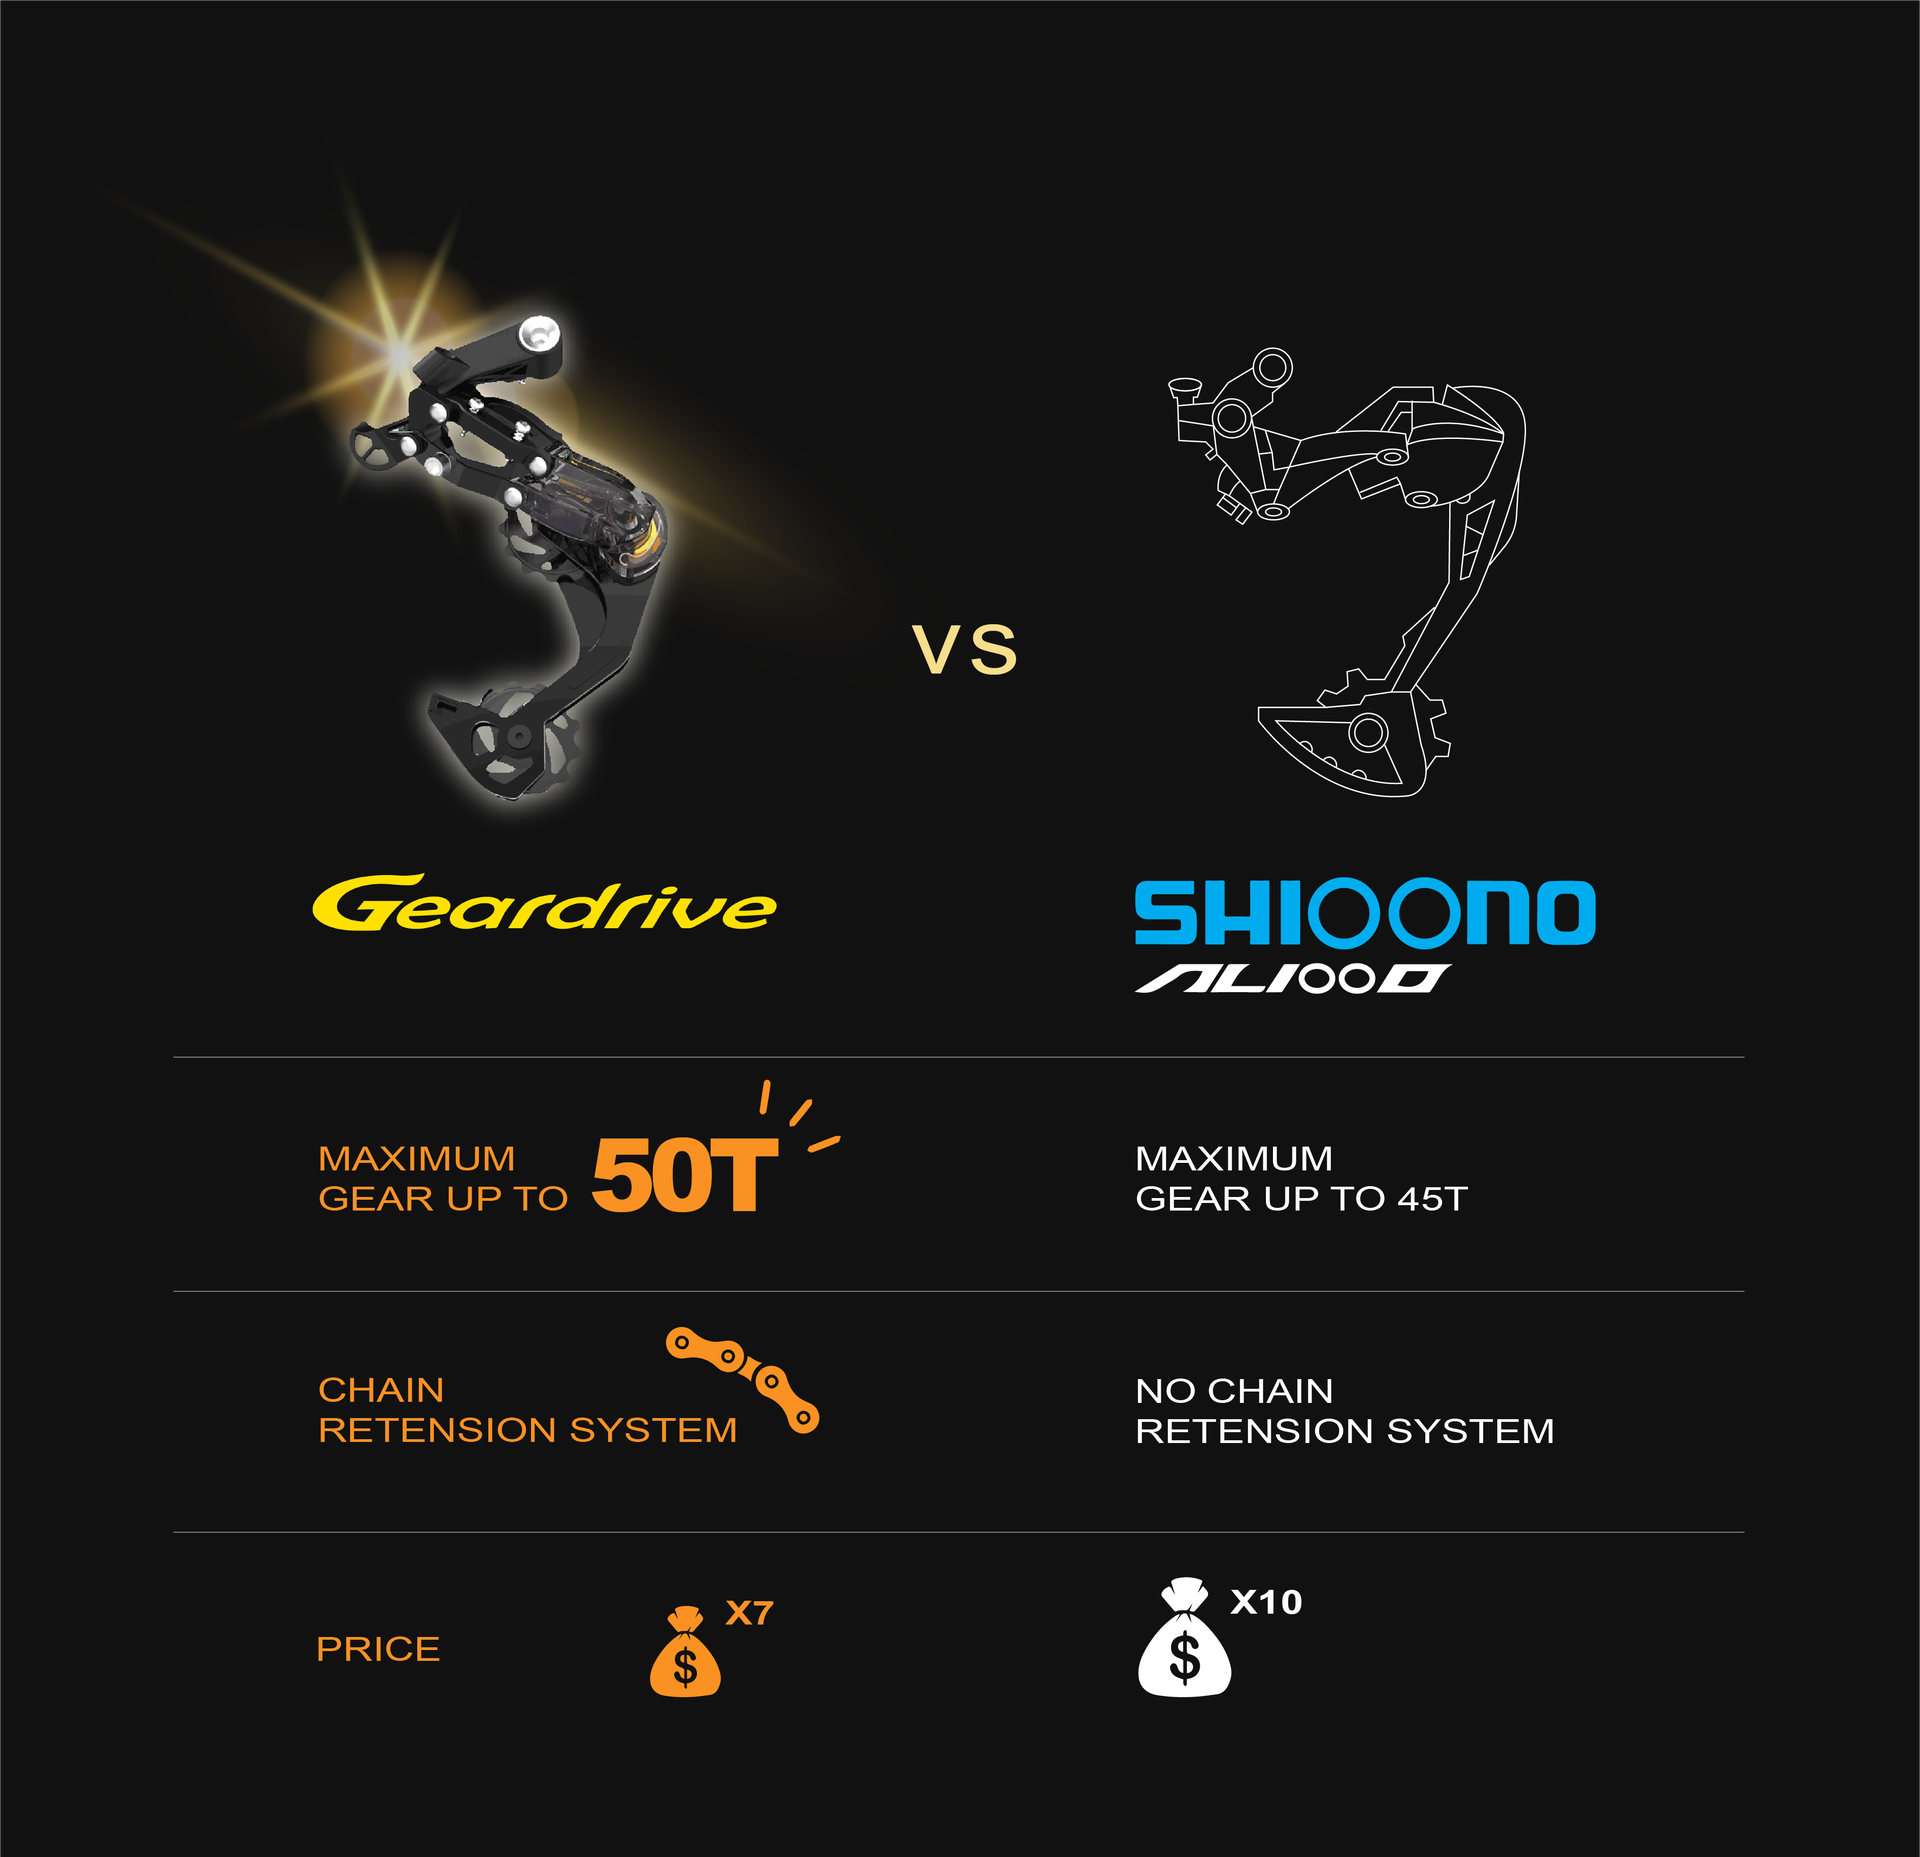 VS
Geardrive
SHIOONO
ALIOOO
MAXIMUM
GEAR UP TO 50T
MAXIMUM
GEAR UP TO 45T
CHAIN
RETENSION SYSTEM
NO CHAIN
RETENSION SYSTEM
PRICE
$
X7
$
X10